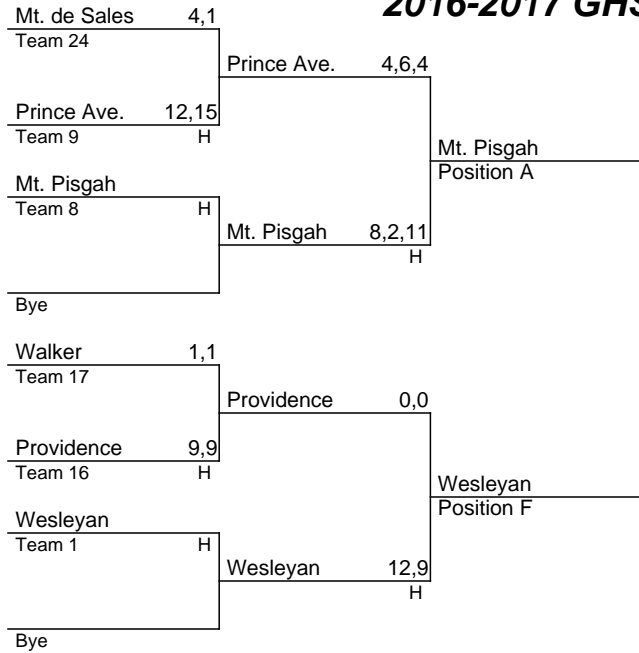 2016-2017 GHS
Mt. de Sales 4,1
Team 24
Prince Ave. 4,6,4
Prince Ave. 12,15
Team 9 H
Mt. Pisgah
Position A
Mt. Pisgah
Team 8 H
Mt. Pisgah 8,2,11
H
Bye
Walker 1,1
Team 17
Providence 0,0
Providence 9,9
Team 16 H
Wesleyan
Position F
Wesleyan
Team 1 H
Wesleyan 12,9
H
Bye